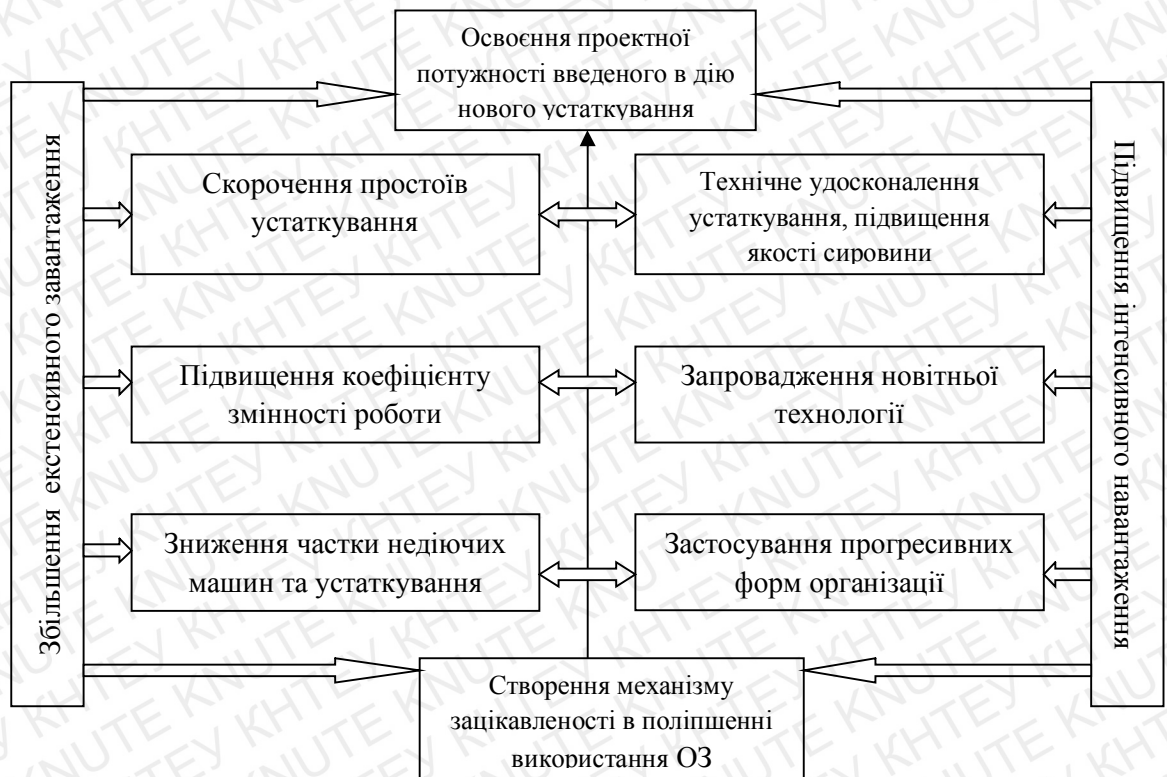 Освоєння проектної
потужності введеного в дію
нового устаткування
Збільшення екстенсивного завантаження
Підвищення інтенсивного навантаження
Скорочення простоїв
устаткування
Технічне удосконалення
устаткування, підвищення
якості сировини
Підвищення коефіцієнту
змінності роботи
Запровадження новітньої
технології
Зниження частки недіючих
машин та устаткування
Застосування прогресивних
форм організації
Створення механізму
зацікавленості в поліпшенні
використання ОЗ
KNUTE КНТЕУ